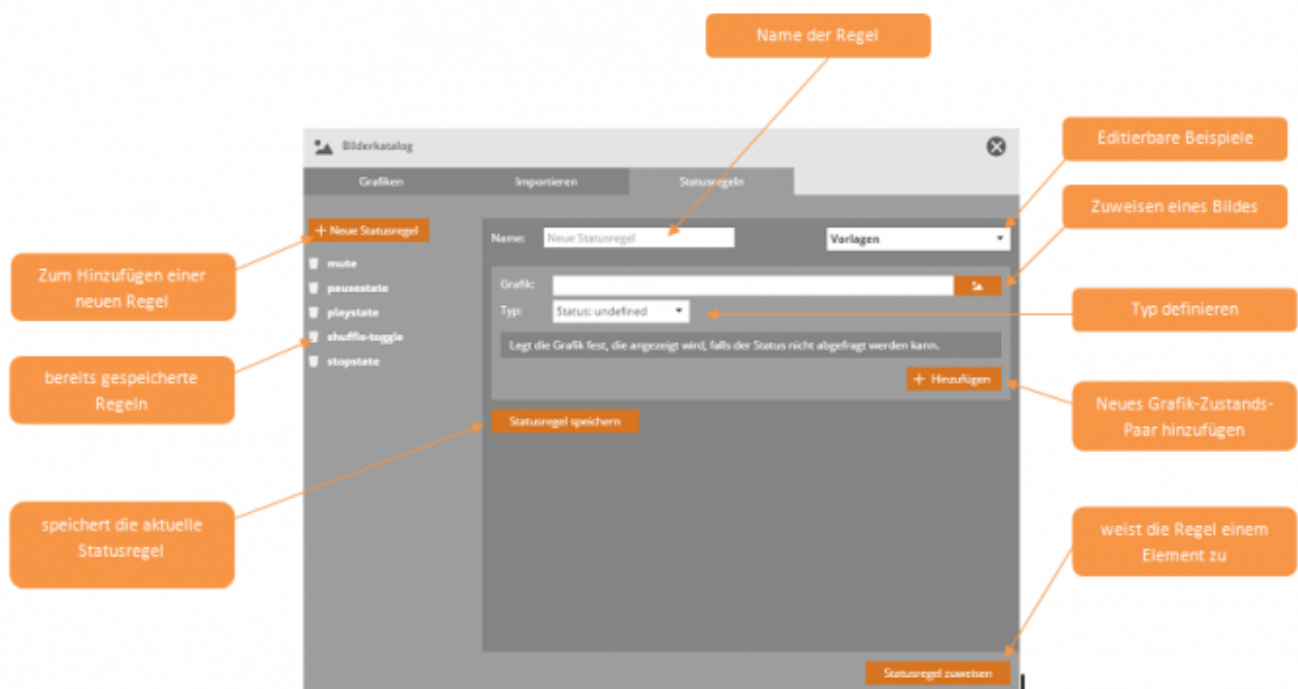 Name der Regel
Editierbare Beispiele
Bilderkatalog
Grafiken
Importieren
Statusregeln
Zuweisen eines Bildes
+ Neue Statusregel
Name:
Neue Statusregel
Vorlagen
Zum Hinzufügen einer
neuen Regel
mute
pausestate
playstate
shuffle-toggle
stopstate
Grafik:
Typ:
Status: undefined
Typ definieren
Legt die Grafik fest, die angezeigt wird, falls der Status nicht abgefragt werden kann.
+ Hinzufügen
bereits gespeicherte
Regeln
Neues Grafik-Zustands-
Paar hinzufügen
Statusregel speichern
speichert die aktuelle
Statusregel
weist die Regel einem
Element zu
Statusregel zuweisen